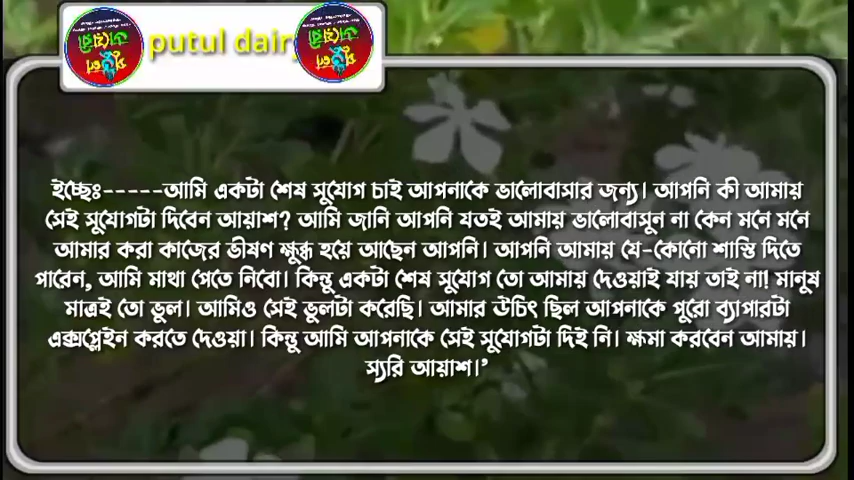 putul dairy
ইচ্ছেঃ-----আমি একটা শেষ সুযোগ চাই আপনাকে ভালোবাসার জন্য। আপনি কী আমায়
সেই সুযোগটা দিবেন আয়াশ? আমি জানি আপনি যতই আমায় ভালোবাসুন না কেন মনে মনে
আমার করা কাজের ভীষণ ক্ষুব্ধ হয়ে আছেন আপনি। আপনি আমায় যে-কোনো শাস্তি দিতে
পারেন, আমি মাথা পেতে নিবো। কিন্তু একটা শেষ সুযোগ তো আমায় দেওয়াই যায় তাই না! মানুষ
মাত্রই তো ভুল। আমিও সেই ভুলটা করেছি। আমার উচিৎ ছিল আপনাকে পুরো ব্যাপারটা
এক্সপ্লেইন করতে দেওয়া। কিন্তু আমি আপনাকে সেই সুযোগটা দিই নি। ক্ষমা করবেন আমায়।
স্যরি আয়াশ।’